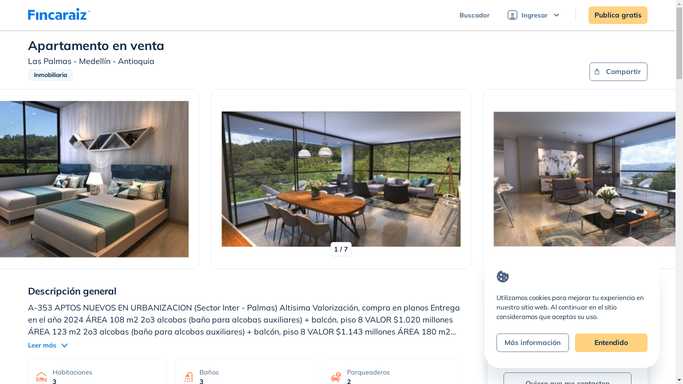 Fincaraiz
Buscador
Ingresar
Publica gratis
Apartamento en venta
Las Palmas - Medellín - Antioquia
Inmobiliaria
Compartir
1 / 7
Descripción general
A-353 APTOS NUEVOS EN URBANIZACION (Sector Inter - Palmas) Altísima Valorización, compra en planos Entrega
en el año 2024 ÁREA 108 m2 2o3 alcobas (baño para alcobas auxiliares) + balcón, piso 8 VALOR $1.020 millones
ÁREA 123 m2 2o3 alcobas (baño para alcobas auxiliares) + balcón, piso 8 VALOR $1.143 millones ÁREA 180 m2...
Leer más
Habitaciones
3
Baños
3
Parqueaderos
2
Utilizamos cookies para mejorar tu experiencia en
nuestro sitio web. Al continuar en el sitio
consideramos que aceptas su uso.
Más información
Entendido
Quiero que me contacten